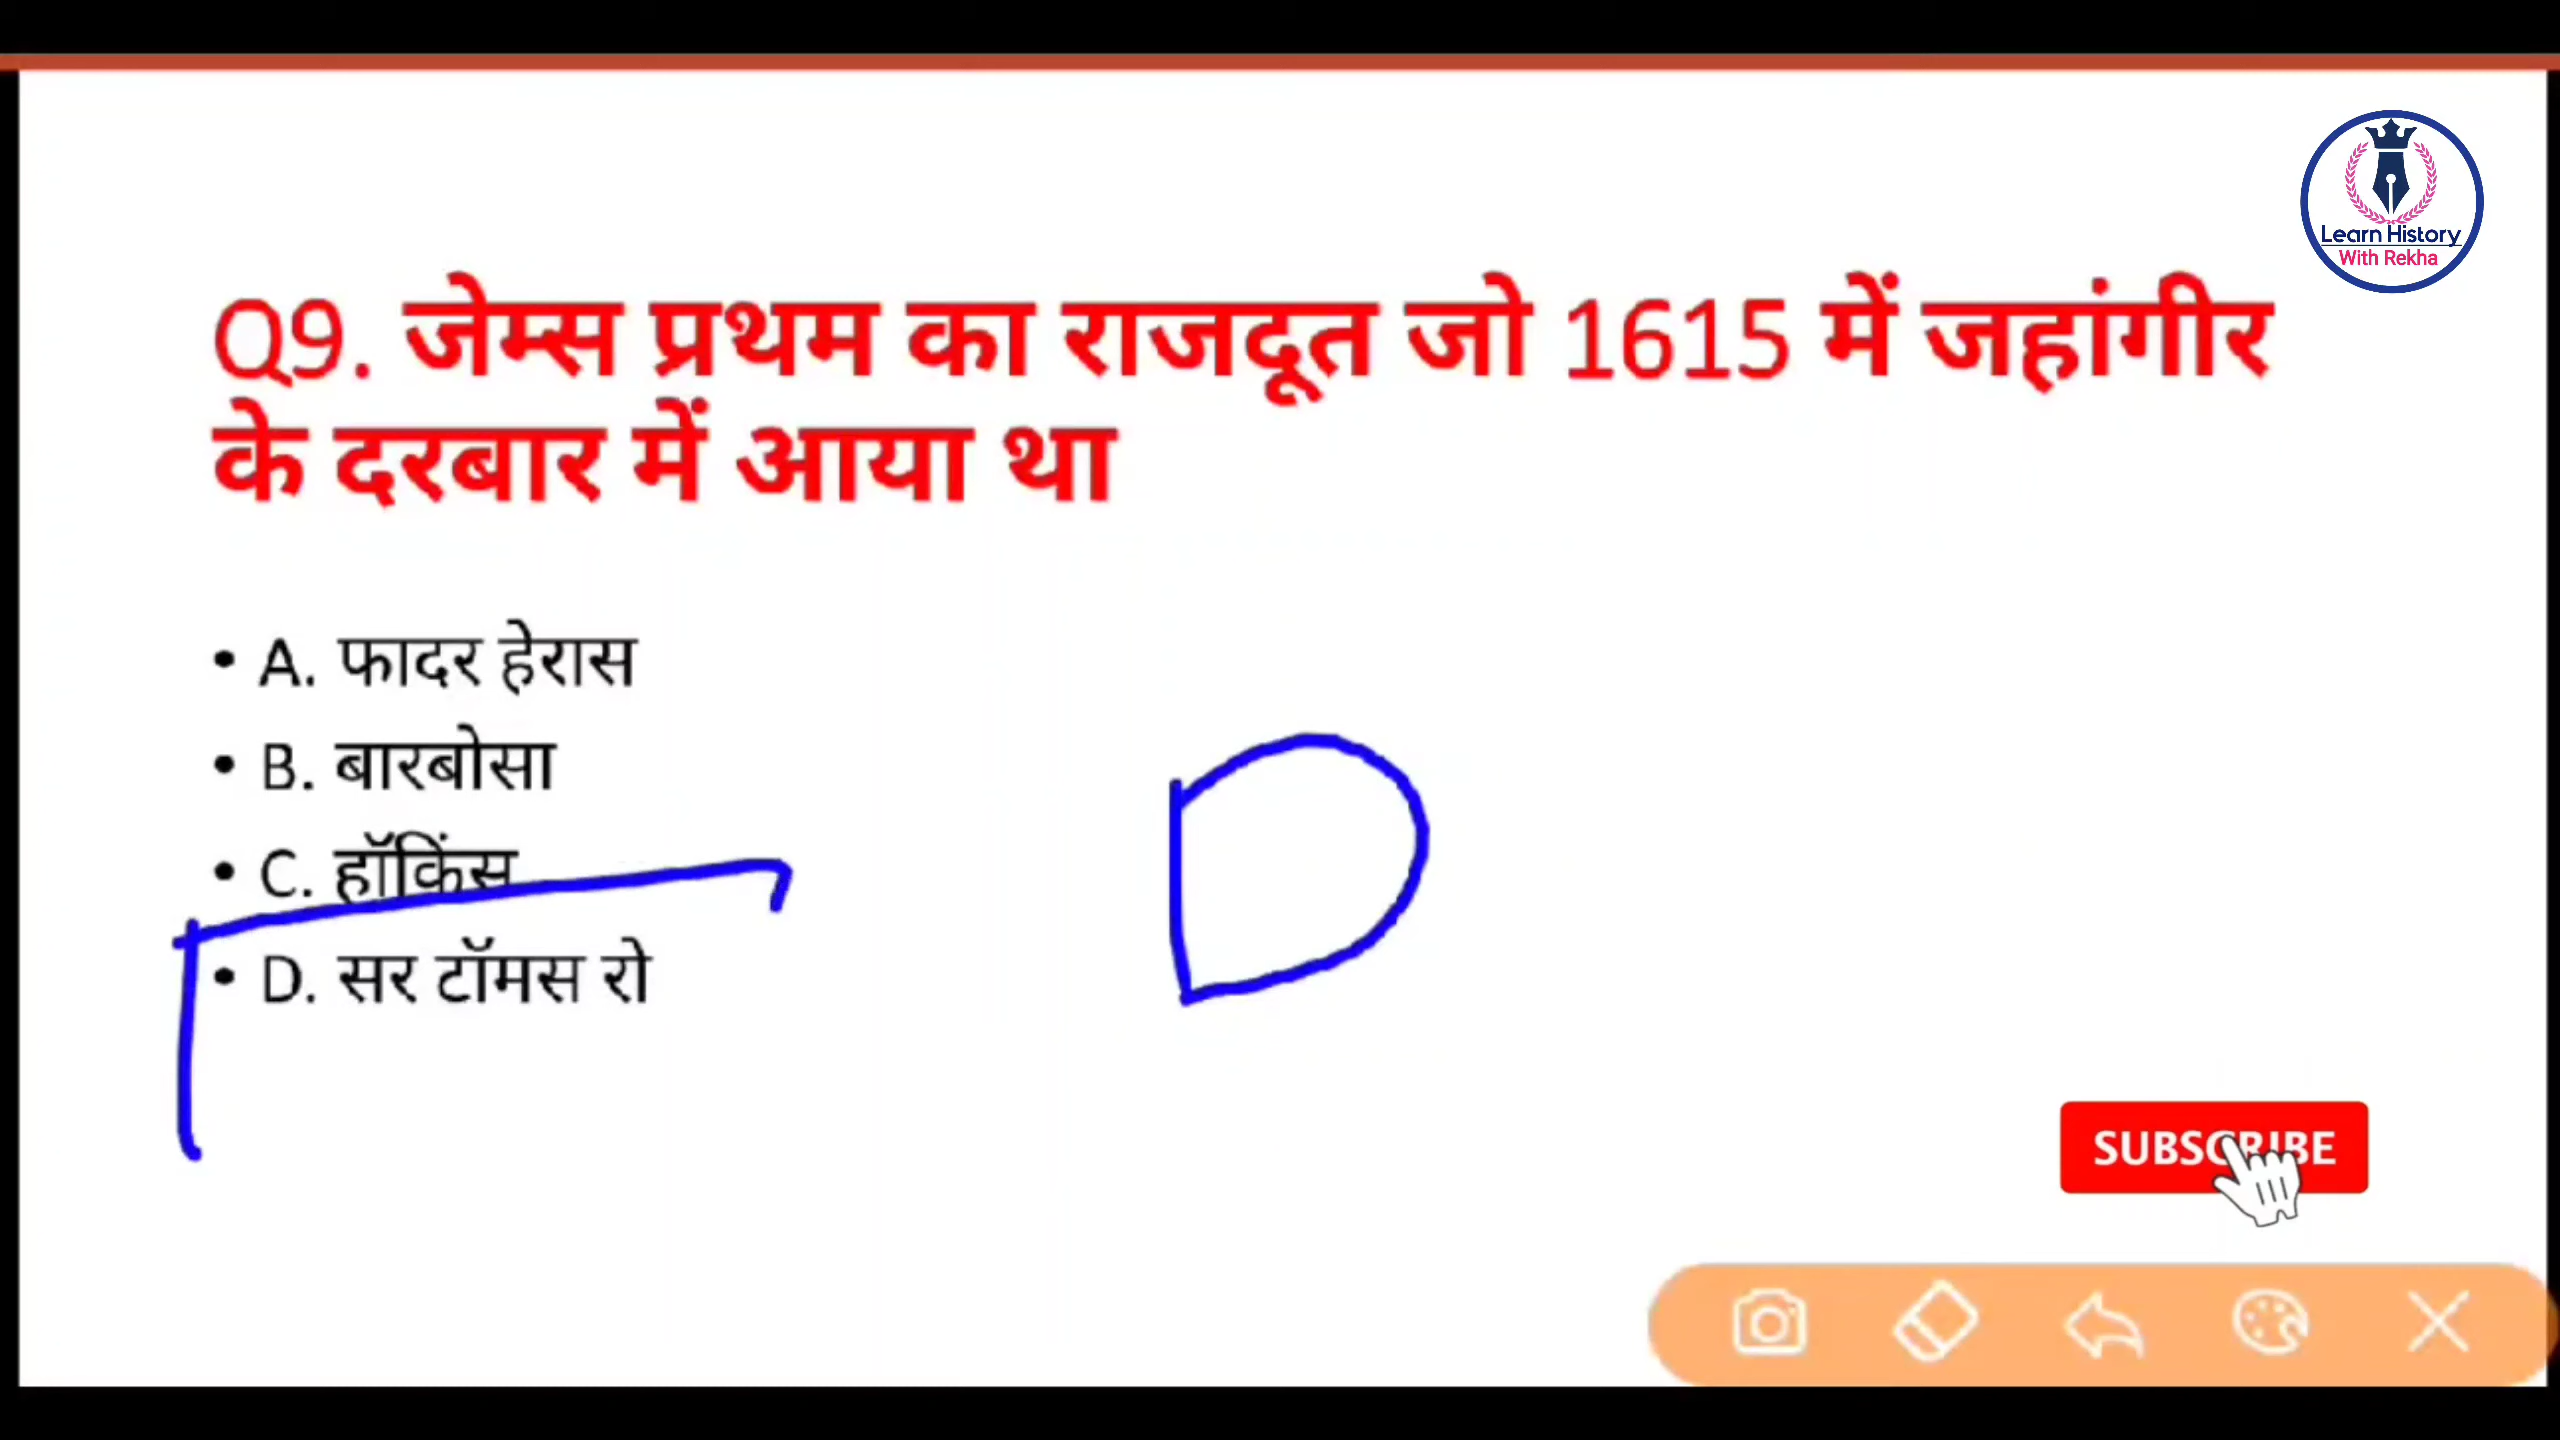 Learn History
With Rekha
Q9. जेम्स प्रथम का राजदूत जो 1615 में जहांगीर
के दरबार में आया था
• A. फादर हेरास
• B. बारबोसा
• C. हॉकिंस
• D. सर टॉमस रो
D
SUBSCRIBE